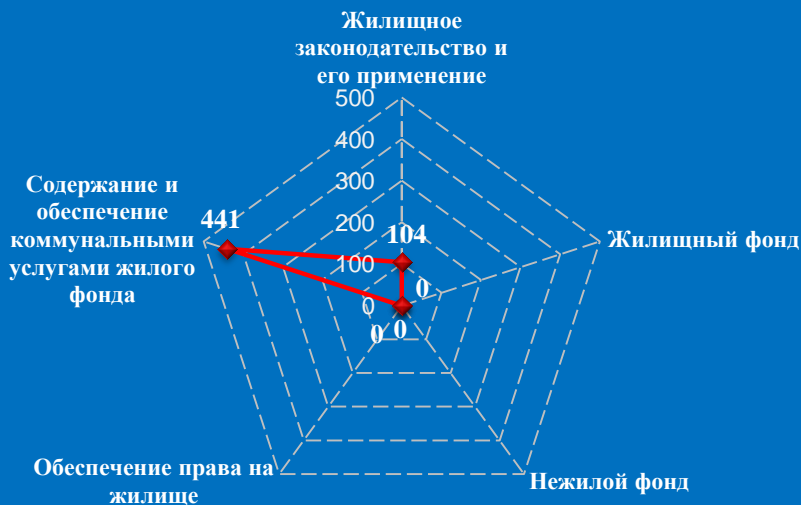 Жилищное
законодательство и
его применение
500
400
300
200
100
0
104
Жилищный фонд
0
Нежилой фонд
0
Обеспечение права на
жилище
0
Содержание и
обеспечение
коммунальными
услугами жилого
фонда
441